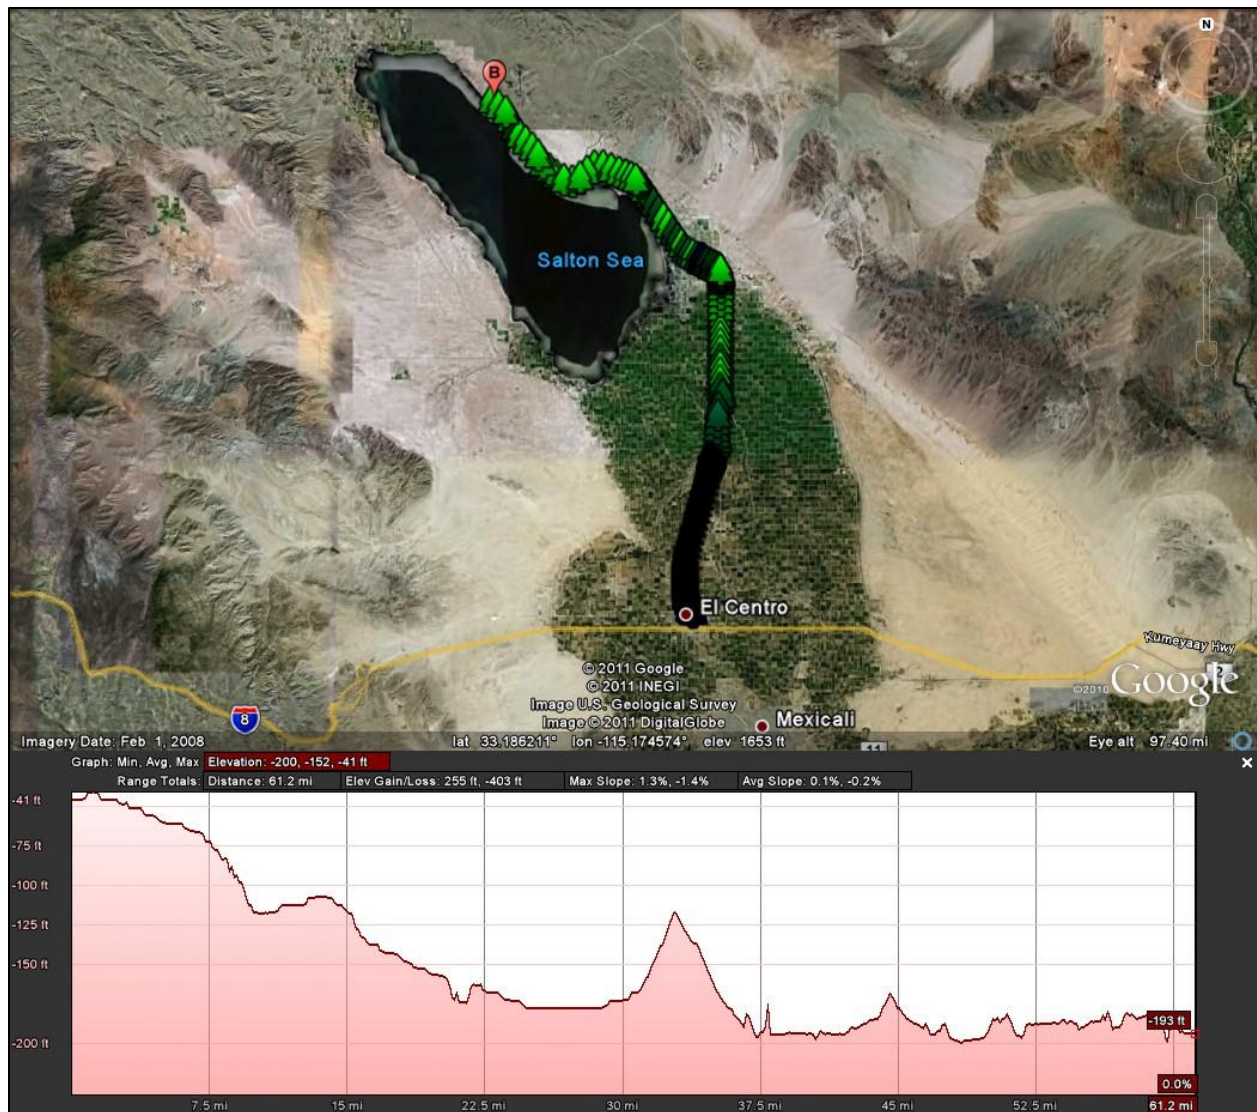 N
B
Salton Sea
El Centro
Kumeyaay Hwy
© 2011 Google
© 2011 INEGI
Image U.S. Geological Survey
Image © 2011 DigitalGlobe
©2010 Google
8
Mexicali
Imagery Date: Feb 1, 2008
lat 33.186211° lon -115.174574° elev 1653 ft
Eye alt 97.40 mi
Graph: Min, Avg, Max Elevation: -200, -152, -41 ft
Range Totals: Distance: 61.2 mi Elev Gain/Loss: 255 ft, -403 ft Max Slope: 1.3%, -1.4% Avg Slope: 0.1%, -0.2%
-41 ft
-75 ft
-100 ft
-125 ft
-150 ft
-200 ft
-193 ft
0.0%
7.5 mi 15 mi 22.5 mi 30 mi 37.5 mi 45 mi 52.5 mi 61.2 mi